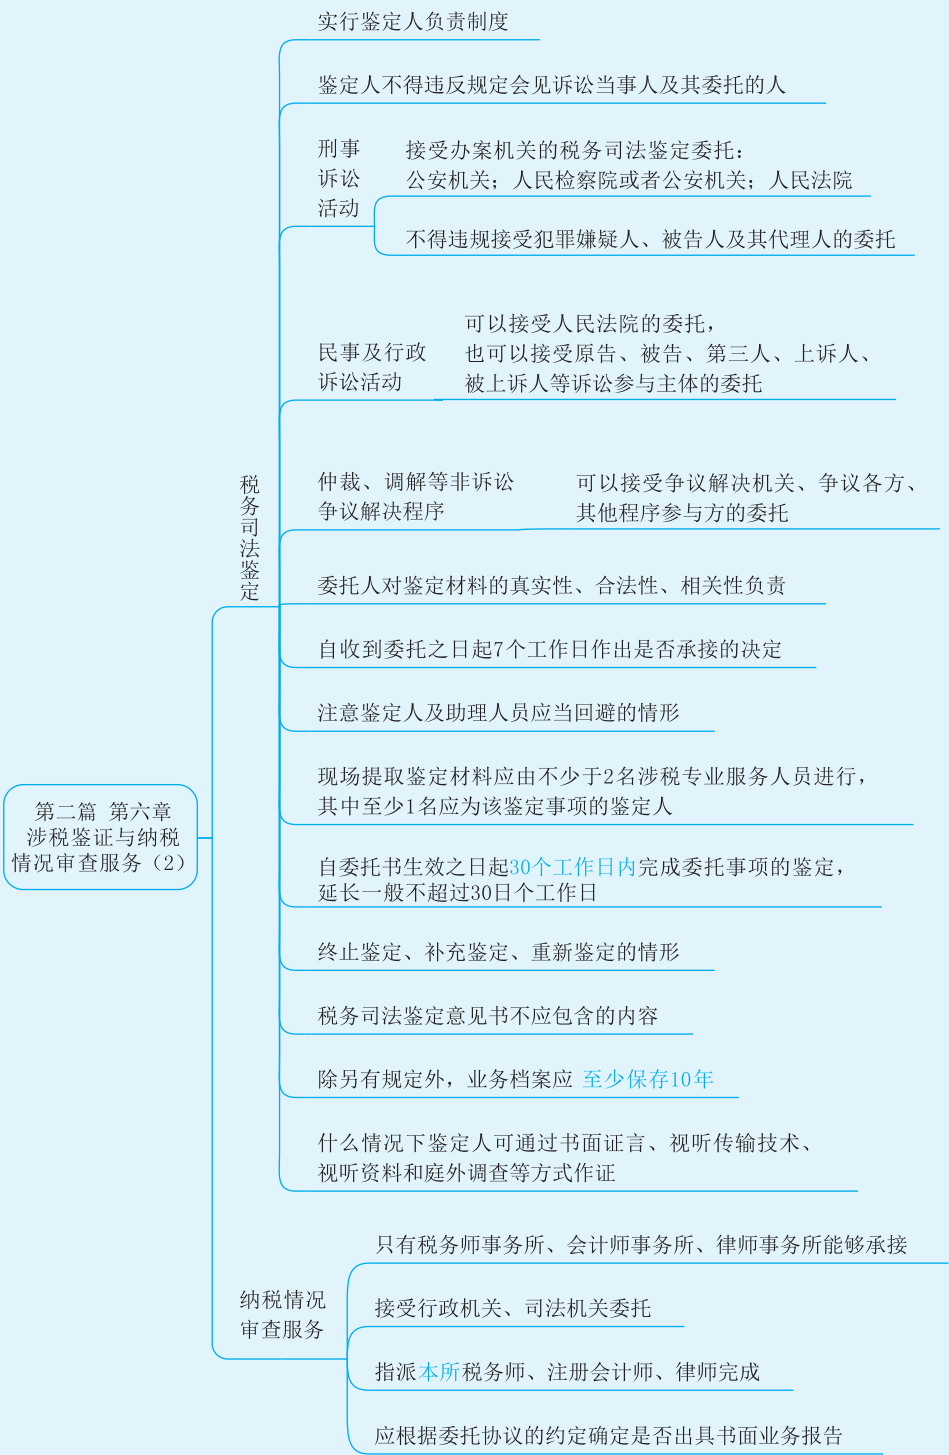 实行鉴定人负责制度
鉴定人不得违反规定会见诉讼当事人及其委托的人
刑事
诉讼
活动
接受办案机关的税务司法鉴定委托：
公安机关；人民检察院或者公安机关；人民法院
不得违规接受犯罪嫌疑人、被告人及其代理人的委托
民事及行政
诉讼活动
可以接受人民法院的委托，
也可以接受原告、被告、第三人、上诉人、
被上诉人等诉讼参与主体的委托
仲裁、调解等非诉讼
争议解决程序
可以接受争议解决机关、争议各方、
其他程序参与方的委托
税务司法鉴定
委托人对鉴定材料的真实性、合法性、相关性负责
自收到委托之日起7个工作日作出是否承接的决定
注意鉴定人及助理人员应当回避的情形
现场提取鉴定材料应由不少于2名涉税专业服务人员进行，
其中至少1名应为该鉴定事项的鉴定人
第二篇 第六章
涉税鉴证与纳税
情况审查服务（2）
自委托书生效之日起30个工作日内完成委托事项的鉴定，
延长一般不超过30日个工作日
终止鉴定、补充鉴定、重新鉴定的情形
税务司法鉴定意见书不应包含的内容
除另有规定外，业务档案应 至少保存10年
什么情况下鉴定人可通过书面证言、视听传输技术、
视听资料和庭外调查等方式作证
纳税情况
审查服务
只有税务师事务所、会计师事务所、律师事务所能够承接
接受行政机关、司法机关委托
指派本所税务师、注册会计师、律师完成
应根据委托协议的约定确定是否出具书面业务报告